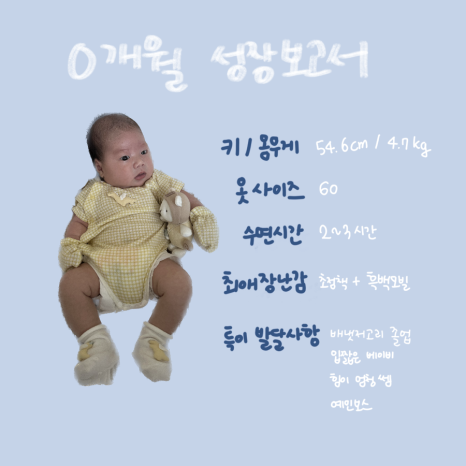 0개월 성장보고서
키 / 몸무게 54.6cm / 4.7kg
옷 사이즈 60
수면시간 2~3시간
최애장난감 초점책 + 흑백모빌
특이 발달사항 배냇저고리 졸업
입짧은 베이비
힘이 엄청 쎔
예민보스